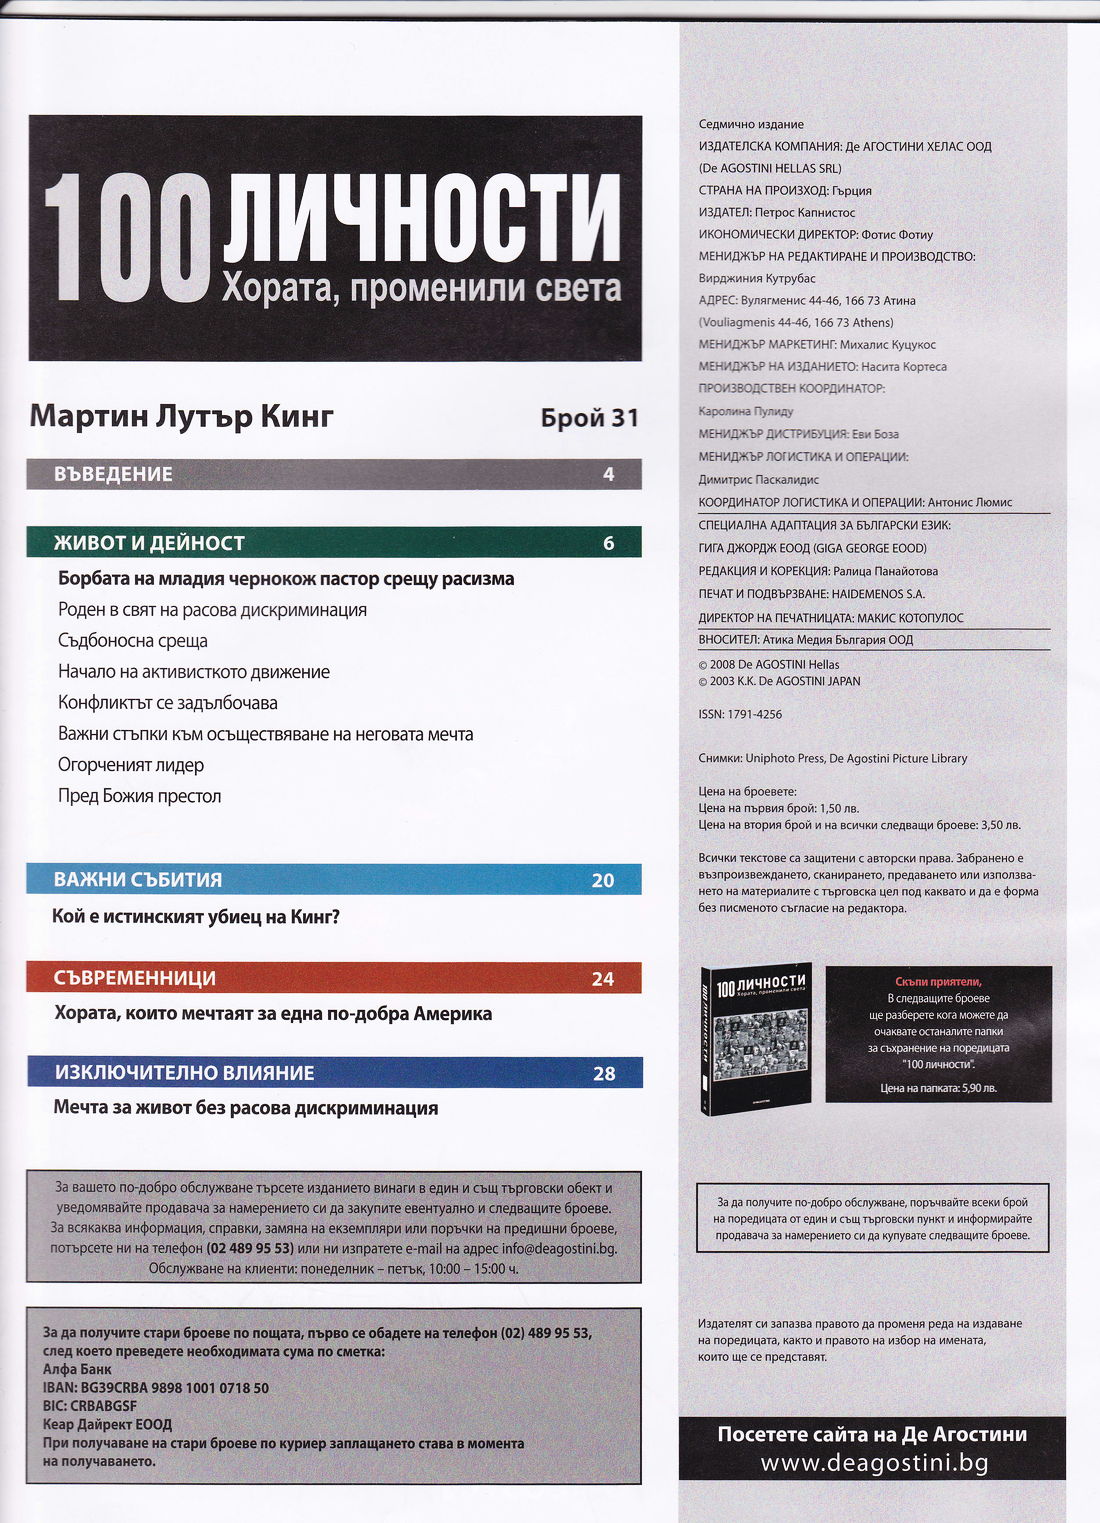 100 ЛИЧНОСТИ
Хората, променили света
Мартин Лутър Кинг
Брой 31
ВЪВЕДЕНИЕ 4
ЖИВОТ И ДЕЙНОСТ 6
Борбата на младия чернокож пастор срещу расизма
Роден в свят на расова дискриминация
Съдбоносна среща
Начало на активисткото движение
Конфликтът се задълбочава
Важни стъпки към осъществяване на неговата мечта
Огорченият лидер
Пред Божия престол
ВАЖНИ СЪБИТИЯ 20
Кой е истинският убиец на Кинг?
СЪВРЕМЕННИЦИ 24
Хората, които мечтаят за една по-добра Америка
ИЗКЛЮЧИТЕЛНО ВЛИЯНИЕ 28
Мечта за живот без расова дискриминация
За вашето по-добро обслужване търсете изданието винаги в един и същ търговски обект и
уведомявайте продавача за намерението си да закупите евентуално и следващите броеве.
За всякаква информация, справки, замяна на екземпляри или поръчки на предишни броеве,
потърсете ни на телефон (02 489 95 53) или ни изпратете e-mail на адрес info@deagostini.bg.
Обслужване на клиенти: понеделник – петък, 10:00 – 15:00 ч.
За да получите стари броеве по пощата, първо се обадете на телефон (02) 489 95 53,
след което преведете необходимата сума по сметка:
Алфа Банк
IBAN: BG39CRBA 9898 1001 0718 50
BIC: CRBABGSF
Кеар Дайрект ЕООД
При получаване на стари броеве по куриер заплащането става в момента
на получаването.
Седмично издание
ИЗДАТЕЛСКА КОМПАНИЯ: Де АГОСТИНИ ХЕЛАС ООД
(De AGOSTINI HELLAS SRL)
СТРАНА НА ПРОИЗХОД: Гърция
ИЗДАТЕЛ: Петрос Капнистос
ИКОНОМИЧЕСКИ ДИРЕКТОР: Фотис Фотиу
МЕНИДЖЪР НА РЕДАКТИРАНЕ И ПРОИЗВОДСТВО:
Вирджиния Кутрубас
АДРЕС: Вулягменис 44-46, 166 73 Атина
(Vouliagmenis 44-46, 166 73 Athens)
МЕНИДЖЪР МАРКЕТИНГ: Михалис Куцукос
МЕНИДЖЪР НА ИЗДАНИЕТО: Насита Кортеса
ПРОИЗВОДСТВЕН КООРДИНАТОР:
Каролина Пулиду
МЕНИДЖЪР ДИСТРИБУЦИЯ: Еви Боза
МЕНИДЖЪР ЛОГИСТИКА И ОПЕРАЦИИ:
Димитрис Паскалидис
КООРДИНАТОР ЛОГИСТИКА И ОПЕРАЦИИ: Антонис Люмис
СПЕЦИАЛНА АДАПТАЦИЯ ЗА БЪЛГАРСКИ ЕЗИК:
ГИГА ДЖОРДЖ ЕООД (GIGA GEORGE EOOD)
РЕДАКЦИЯ И КОРЕКЦИЯ: Ралица Панайотова
ПЕЧАТ И ПОДВЪРЗВАНЕ: HAIDEMENOS S.A.
ДИРЕКТОР НА ПЕЧАТНИЦАТА: МАКИС КОТОПУЛОС
ВНОСИТЕЛ: Атика Медия България ООД
© 2008 De AGOSTINI Hellas
© 2003 K.K. De AGOSTINI JAPAN
ISSN: 1791-4256
Снимки: Uniphoto Press, De Agostini Picture Library
Цена на броевете:
Цена на първия брой: 1,50 лв.
Цена на втория брой и на всички следващи броеве: 3,50 лв.
Всички текстове са защитени с авторски права. Забранено е
възпроизвеждането, сканирането, предаването или използва-
нето на материалите с търговска цел под каквато и да е форма
без писменото съгласие на редактора.
100 ЛИЧНОСТИ
Хората, променили света
100 ЛИЧНОСТИ
Скъпи приятели,
В следващите броеве
ще разберете кога можете да
очаквате останалите папки
за съхранение на поредицата
"100 личности".
Цена на папката: 5,90 лв.
За да получите по-добро обслужване, поръчвайте всеки брой
на поредицата от един и същ търговски пункт и информирайте
продавача за намерението си да купувате следващите броеве.
Издателят си запазва правото да променя реда на издаване
на поредицата, както и правото на избор на имената,
които ще се представят.
Посетете сайта на Де Агостини
www.deagostini.bg